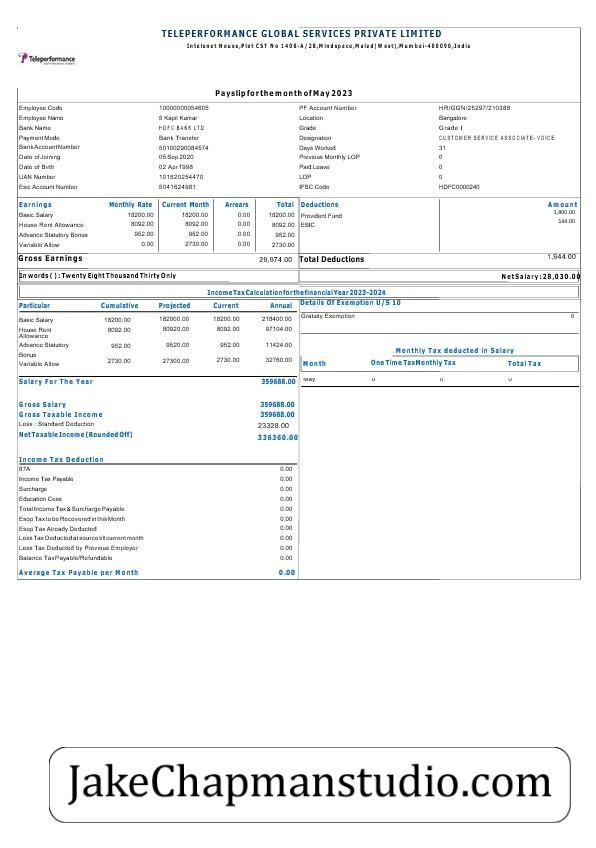 TELEPERFORMANCE GLOBAL SERVICES PRIVATE LIMITED
Intelenet House,Plot CST No 1406-A/28,Mindspace,Malad(West),Mumbai-400090,India
Teleperformance
Payslip for the month of May 2023
Employee Code 10000000054605 PF Account Number HR/GGN/25297/210388
Employee Name S Kapil Kumar Location Bangalore
Bank Name HDFC BANK LTD Grade Grade I
Payment Mode Bank Transfer Designation CUSTOMER SERVICE ASSOCIATE- VOICE
Bank Account Number 50100290084574 Days Worked 31
Date of Joining 05 Sep 2020 Previous Monthly LOP 0
Date of Birth 02 Apr 1998 Paid Leave 0
UAN Number 101620254470 LOP 0
Esic Account Number 5041624981 IFSC Code HDFC0000240
Earnings Monthly Rate Current Month Arrears Total Deductions Amount
Basic Salary 18200.00 18200.00 0.00 18200.00 Provident Fund 1,800.00
House Rent Allowance 8092.00 8092.00 0.00 8092.00 ESIC 144.00
Advance Statutory Bonus 952.00 952.00 0.00 952.00
Variable Allow 0.00 2730.00 0.00 2730.00
Gross Earnings 29,974.00 Total Deductions 1,944.00
In words ( ) : Twenty Eight Thousand Thirty Only Net Salary : 28,030.00
Income Tax Calculation for the financial Year 2023-2024
Particular Cumulative Projected Current Annual Details Of Exemption U/S 10
Basic Salary 18200.00 182000.00 18200.00 218400.00 Gratuity Exemption 0
House Rent Allowance 8092.00 80920.00 8092.00 97104.00
Advance Statutory Bonus 952.00 9520.00 952.00 11424.00
Variable Allow 2730.00 27300.00 2730.00 32760.00
Monthly Tax deducted in Salary
Month One Time Tax Monthly Tax Total Tax
May 0 0 0
Salary For The Year 359688.00
Gross Salary 359688.00
Gross Taxable Income 359688.00
Less : Standard Deduction 23328.00
Net Taxable Income (Rounded Off) 336360.00
Income Tax Deduction
87A 0.00
Income Tax Payable 0.00
Surcharge 0.00
Education Cess 0.00
Total Income Tax & Surcharge Payable 0.00
Esop Tax to be Recovered in this Month 0.00
Esop Tax Already Deducted 0.00
Less Tax Deducted at source till current month 0.00
Less Tax Deducted by Previous Employer 0.00
Balance Tax Payable/Refundable 0.00
Average Tax Payable per Month 0.00
JakeChapmanstudio.com